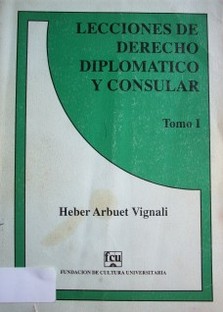 LECCIONES DE
DERECHO
DIPLOMATICO
Y CONSULAR
Tomo I
Heber Arbuet Vignali
fcu
FUNDACION DE CULTURA UNIVERSITARIA